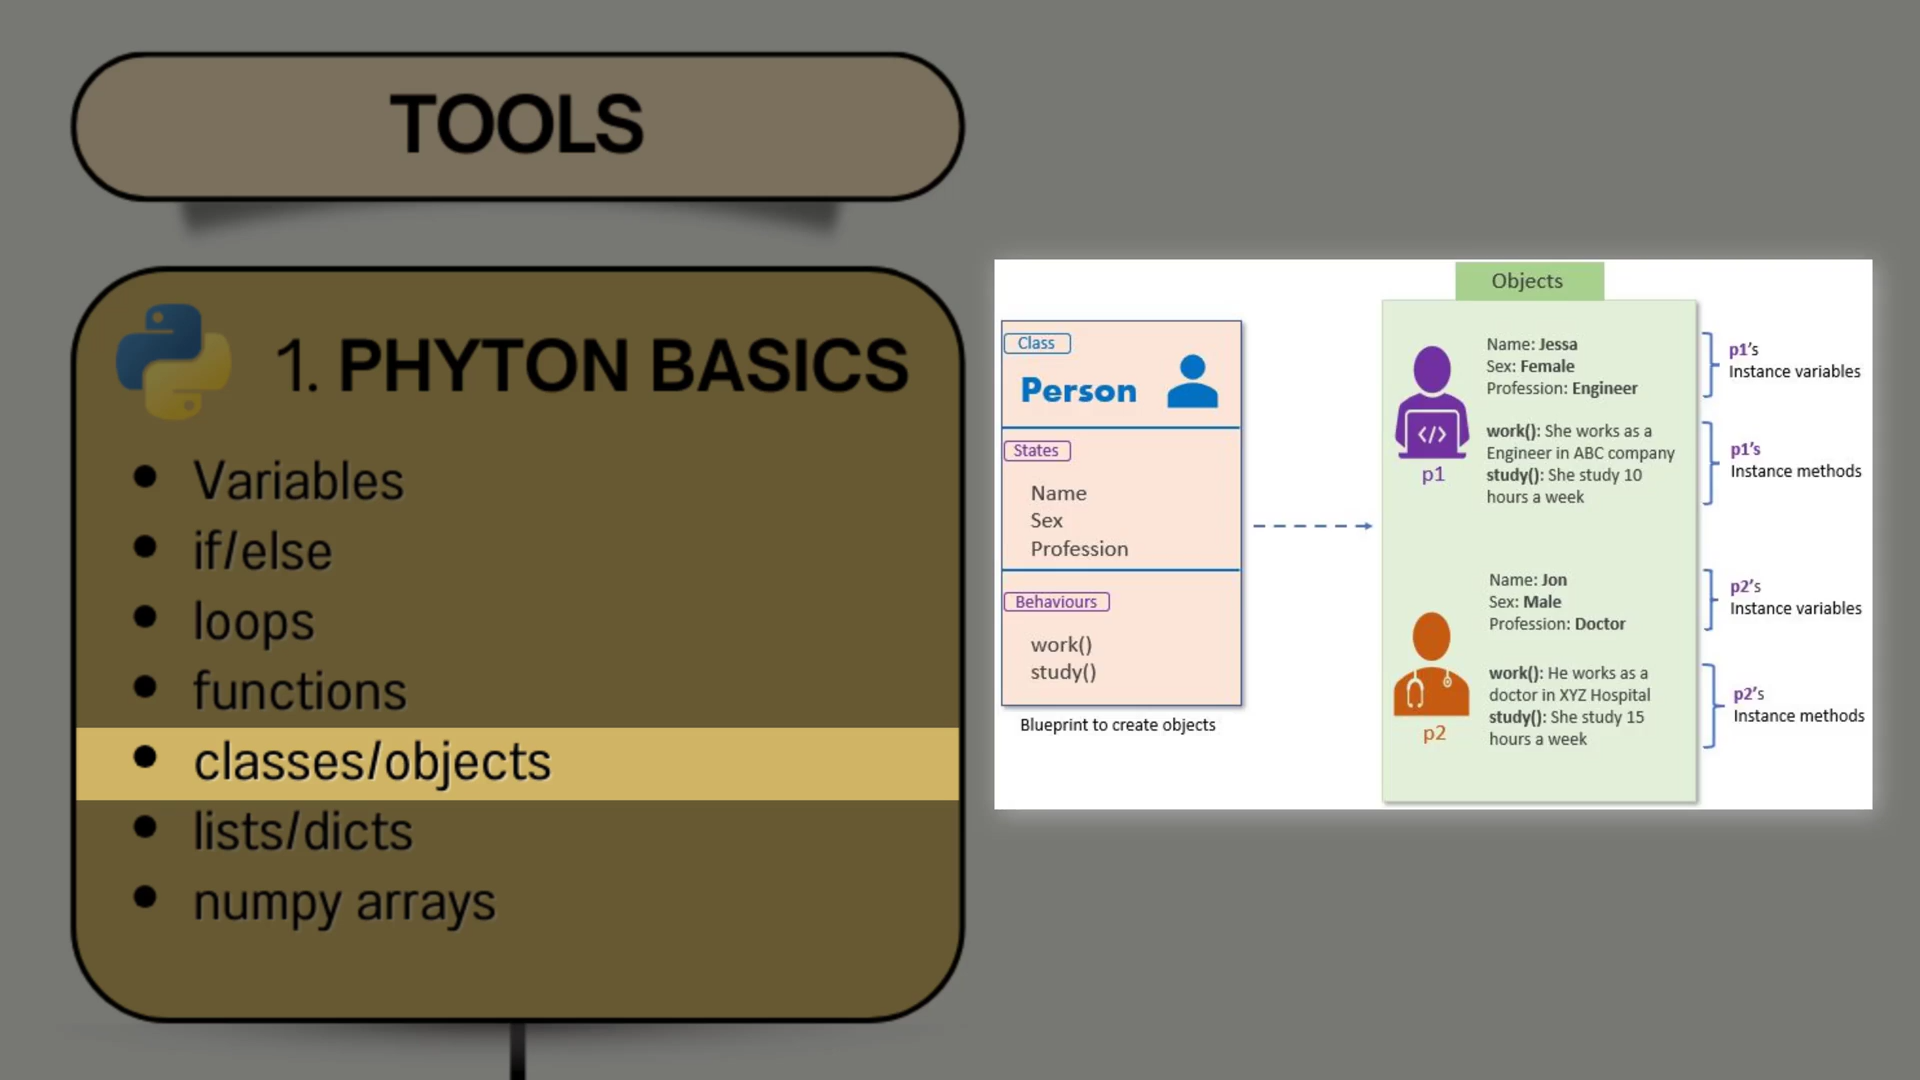 TOOLS
1. PHYTON BASICS
• Variables
• if/else
• loops
• functions
• classes/objects
• lists/dicts
• numpy arrays
Class
Person
States
Name
Sex
Profession
Behaviours
work()
study()
Blueprint to create objects
Objects
p1
Name: Jessa
Sex: Female
Profession: Engineer
work(): She works as a
Engineer in ABC company
study(): She study 10
hours a week
p1's
Instance variables
p1's
Instance methods
</>
p2
Name: Jon
Sex: Male
Profession: Doctor
work(): He works as a
doctor in XYZ Hospital
study(): She study 15
hours a week
p2's
Instance variables
p2's
Instance methods